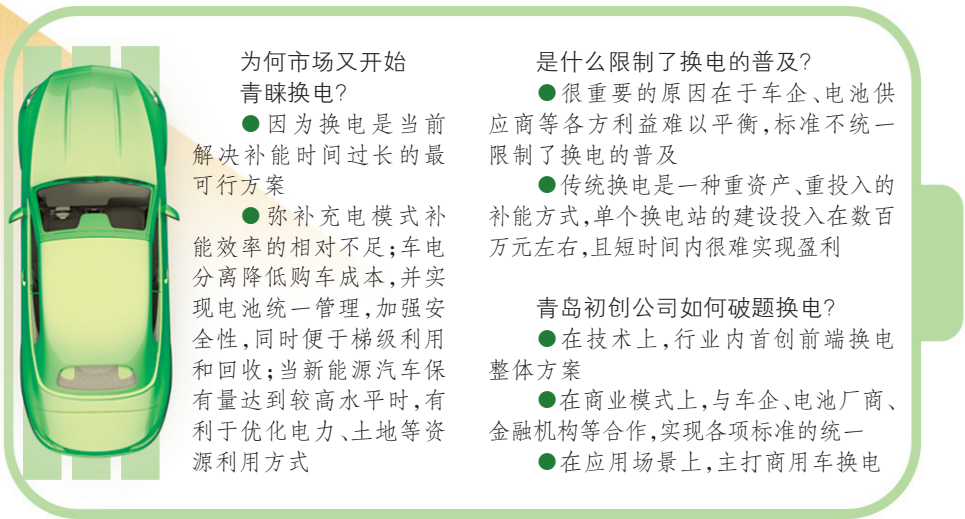 为何市场又开始
青睐换电?
●因为换电是当前
解决补能时间过长的最
可行方案
●弥补充电模式补
能效率的相对不足;车电
分离降低购车成本,并实
现电池统一管理,加强安
全性,同时便于梯级利用
和回收;当新能源汽车保
有量达到较高水平时,有
利于优化电力、土地等资
源利用方式
是什么限制了换电的普及?
●很重要的原因在于车企、电池供
应商等各方利益难以平衡,标准不统一
限制了换电的普及
●传统换电是一种重资产、重投入的
补能方式,单个换电站的建设投入在数百
万元左右,且短时间内很难实现盈利
青岛初创公司如何破题换电?
●在技术上,行业内首创前端换电
整体方案
●在商业模式上,与车企、电池厂商、
金融机构等合作,实现各项标准的统一
●在应用场景上,主打商用车换电